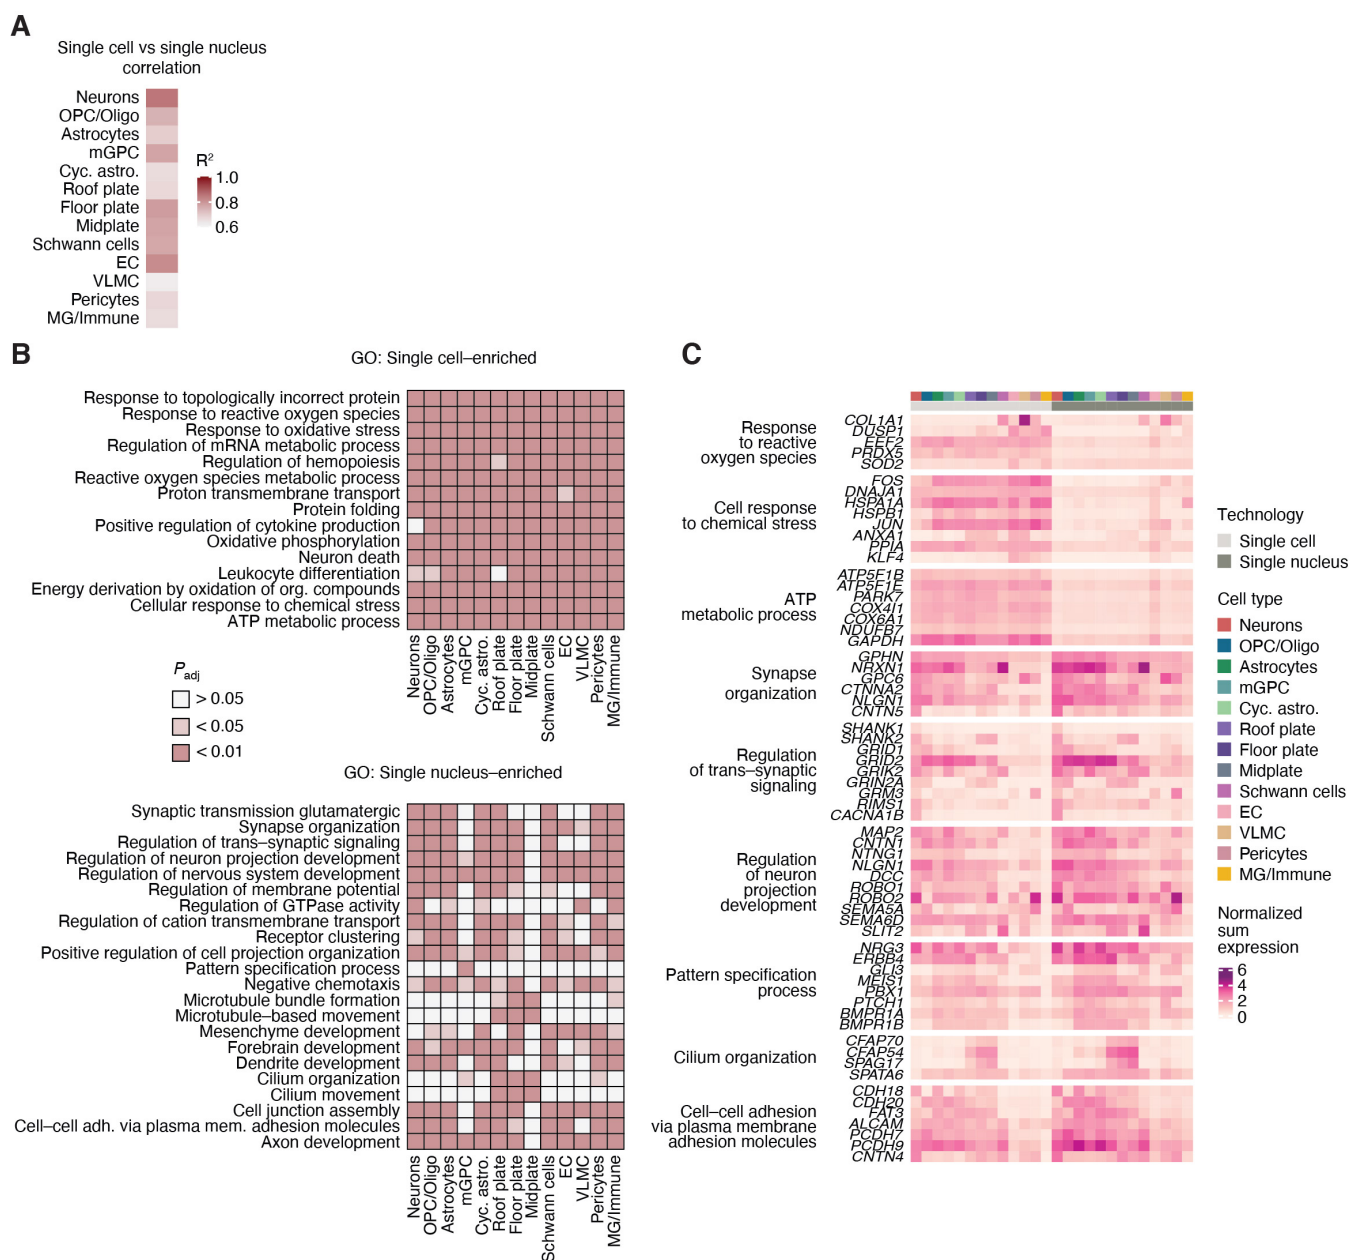 A
Single cell vs single nucleus
correlation
Neurons
OPC/Oligo
Astrocytes
mGPC
Cyc. astro.
Roof plate
Floor plate
Midplate
Schwann cells
EC
VLMC
Pericytes
MG/Immune
R²
1.0
0.8
0.6
B
GO: Single cell–enriched
Response to topologically incorrect protein
Response to reactive oxygen species
Response to oxidative stress
Regulation of mRNA metabolic process
Regulation of hemopoiesis
Reactive oxygen species metabolic process
Proton transmembrane transport
Protein folding
Positive regulation of cytokine production
Oxidative phosphorylation
Neuron death
Leukocyte differentiation
Energy derivation by oxidation of org. compounds
Cellular response to chemical stress
ATP metabolic process
Neurons
OPC/Oligo
Astrocytes
mGPC
Cyc. astro.
Roof plate
Floor plate
Midplate
Schwann cells
EC
VLMC
Pericytes
MG/Immune
Padj
> 0.05
< 0.05
< 0.01
GO: Single nucleus–enriched
Synaptic transmission glutamatergic
Synapse organization
Regulation of trans–synaptic signaling
Regulation of neuron projection development
Regulation of nervous system development
Regulation of membrane potential
Regulation of GTPase activity
Regulation of cation transmembrane transport
Receptor clustering
Positive regulation of cell projection organization
Pattern specification process
Negative chemotaxis
Microtubule bundle formation
Microtubule–based movement
Mesenchyme development
Forebrain development
Dendrite development
Cilium organization
Cilium movement
Cell junction assembly
Cell–cell adh. via plasma mem. adhesion molecules
Axon development
Neurons
OPC/Oligo
Astrocytes
mGPC
Cyc. astro.
Roof plate
Floor plate
Midplate
Schwann cells
EC
VLMC
Pericytes
MG/Immune
C
Response
to reactive
oxygen species
COL1A1
DUSP1
EEF2
PRDX5
SOD2
Cell response
to chemical stress
FOS
DNAJA1
HSPA1A
HSPB1
JUN
ANXA1
PPIA
KLF4
ATP
metabolic process
ATP5F1B
ATP5F1E
PARK7
COX4I1
COX6A1
NDUFB7
GAPDH
Synapse
organization
GPHN
NRXN1
GPC6
CTNNA2
NLGN1
CNTN5
Regulation
of trans–synaptic
signaling
SHANK1
SHANK2
GRID1
GRID2
GRIK2
GRIN2A
GRM3
RIMS1
CACNA1B
Regulation
of neuron
projection
development
MAP2
CNTN1
NTNG1
NLGN1
DCC
ROBO1
ROBO2
SEMA5A
SEMA6D
SLIT2
Pattern specification
process
NRG3
ERBB4
GLI3
MEIS1
PBX1
PTCH1
BMPR1A
BMPR1B
Cilium organization
CFAP70
CFAP54
SPAG17
SPATA6
Cell–cell adhesion
via plasma membrane
adhesion molecules
CDH18
CDH20
FAT3
ALCAM
PCDH7
PCDH9
CNTN4
Technology
Single cell
Single nucleus
Cell type
Neurons
OPC/Oligo
Astrocytes
mGPC
Cyc. astro.
Roof plate
Floor plate
Midplate
Schwann cells
EC
VLMC
Pericytes
MG/Immune
Normalized
sum
expression
6
4
2
0